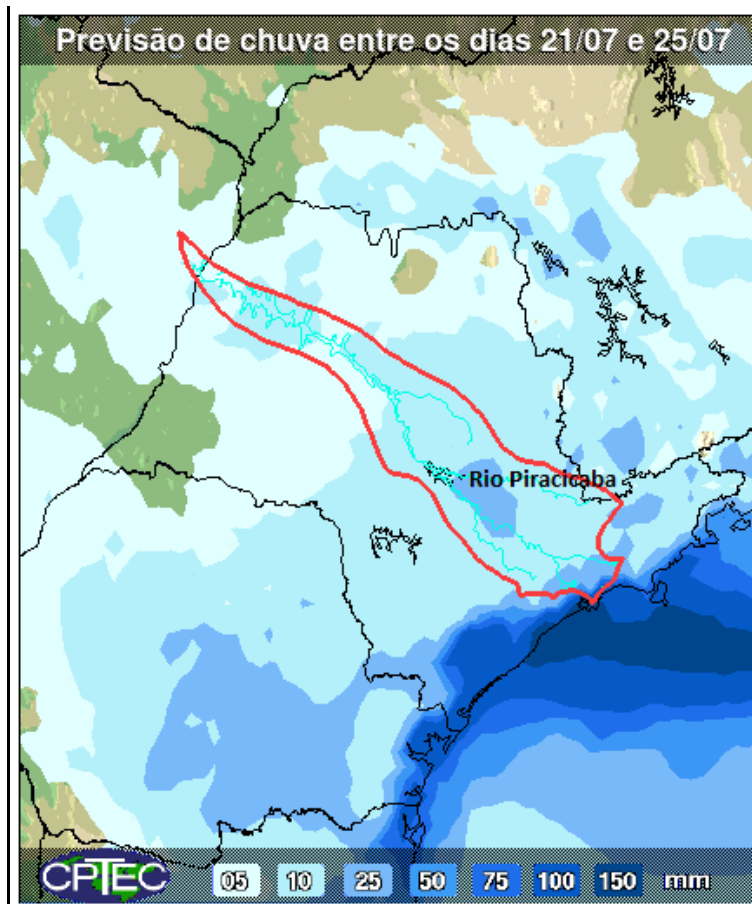 Previsão de chuva entre os dias 21/07 e 25/07
Rio Piracicaba
CPTEC 05 10 25 50 75 100 150 mm